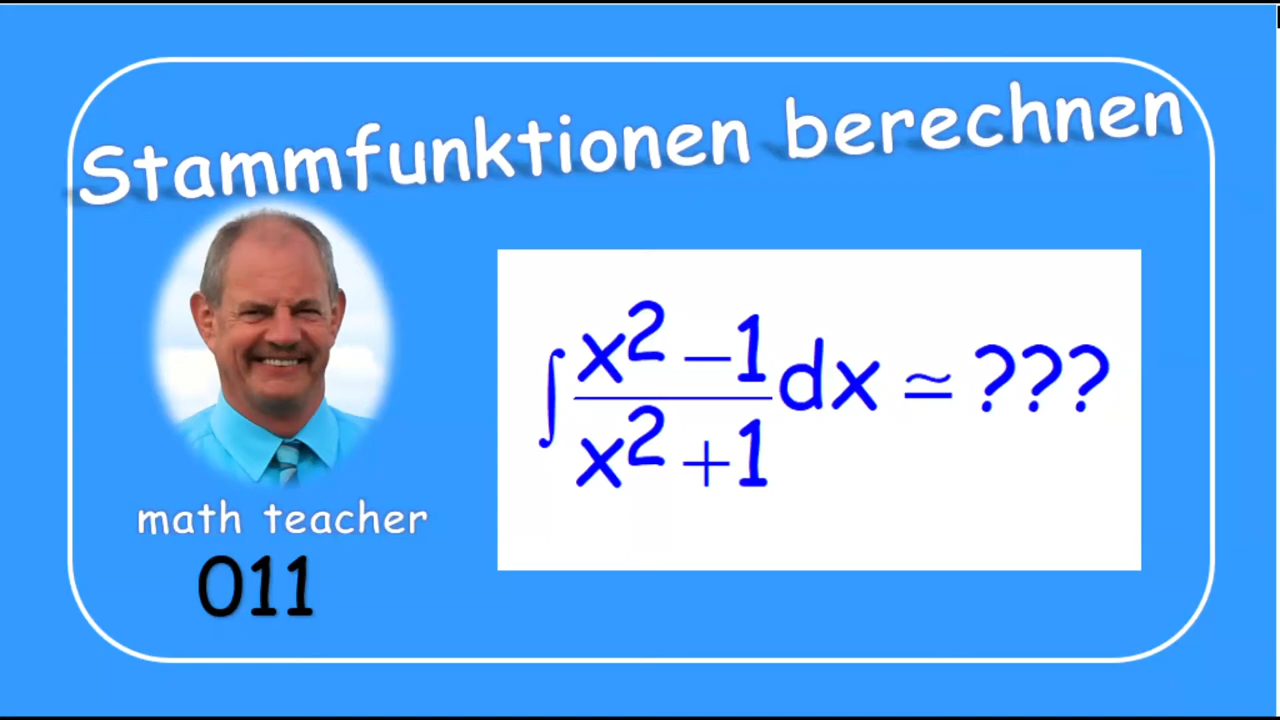 Stammfunktionen berechnen
∫ x² −1 / x² +1 dx ≃ ???
math teacher
011